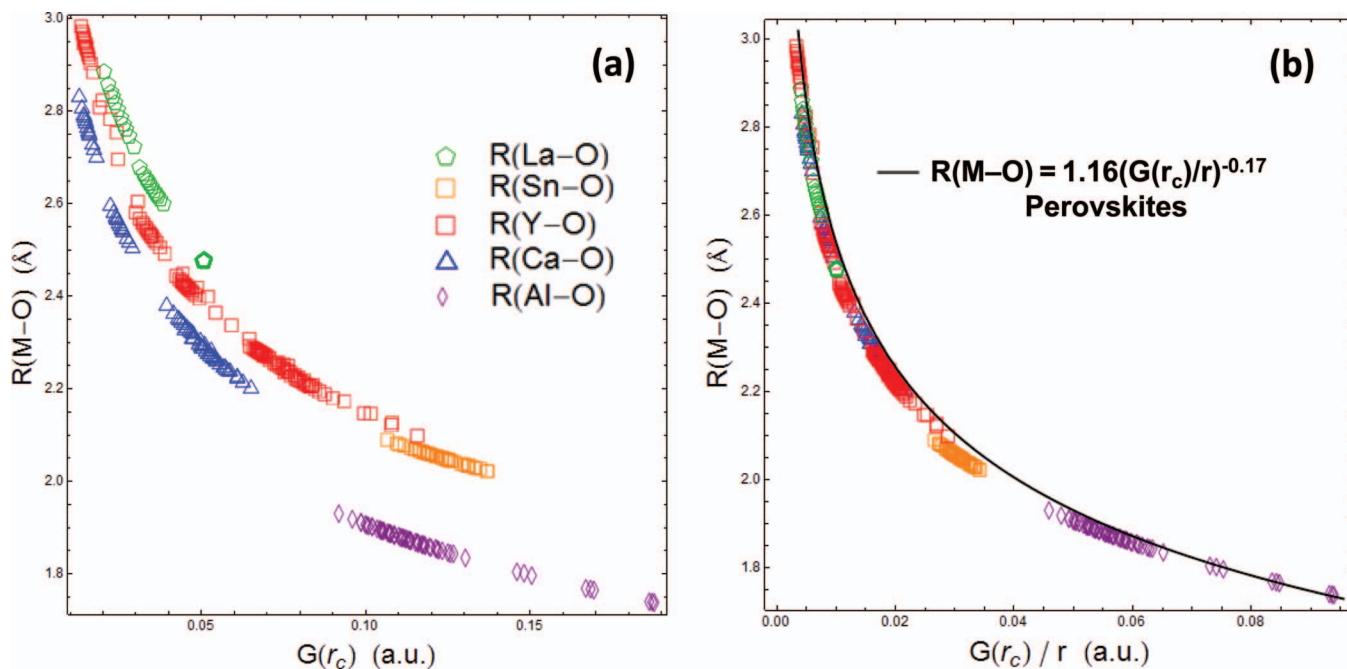 (a)
3.0
2.8
2.6
2.4
2.2
2.0
1.8
R(M–O) (Å)
0.05
0.10
0.15
G(rc) (a.u.)
R(La–O)
R(Sn–O)
R(Y–O)
R(Ca–O)
R(Al–O)
(b)
3.0
2.8
2.6
2.4
2.2
2.0
1.8
R(M–O) (Å)
R(M–O) = 1.16(G(rc)/r)-0.17
Perovskites
0.00
0.02
0.04
0.06
0.08
G(rc) / r (a.u.)